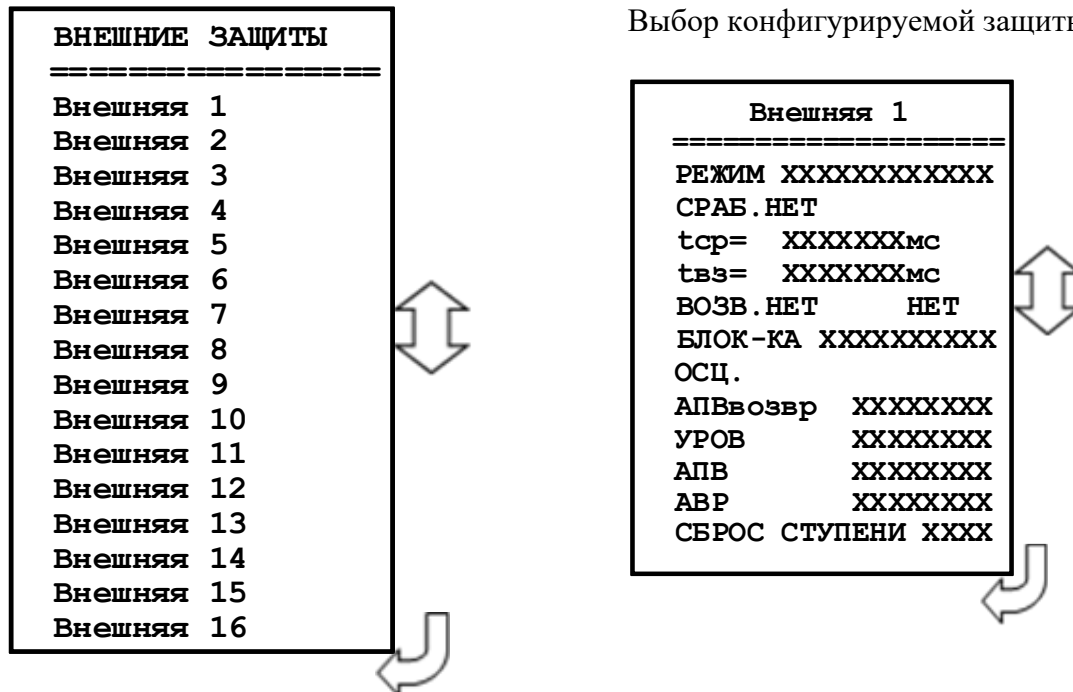 ВНЕШНИЕ ЗАЩИТЫ
=================
Внешняя 1
Внешняя 2
Внешняя 3
Внешняя 4
Внешняя 5
Внешняя 6
Внешняя 7
Внешняя 8
Внешняя 9
Внешняя 10
Внешняя 11
Внешняя 12
Внешняя 13
Внешняя 14
Внешняя 15
Внешняя 16
Выбор конфигурируемой
Внешняя 1
====================
РЕЖИМ XXXXXXXXXXXX
СРАБ.НЕТ
tср= XXXXXXXмс
tвз= XXXXXXXмс
ВОЗВ.НЕТ НЕТ
БЛОК-КА XXXXXXXXXX
ОСЦ.
АПВвозвр XXXXXXXX
УРОВ XXXXXXXX
АПВ XXXXXXXX
АВР XXXXXXXX
СБРОС СТУПЕНИ XXXX